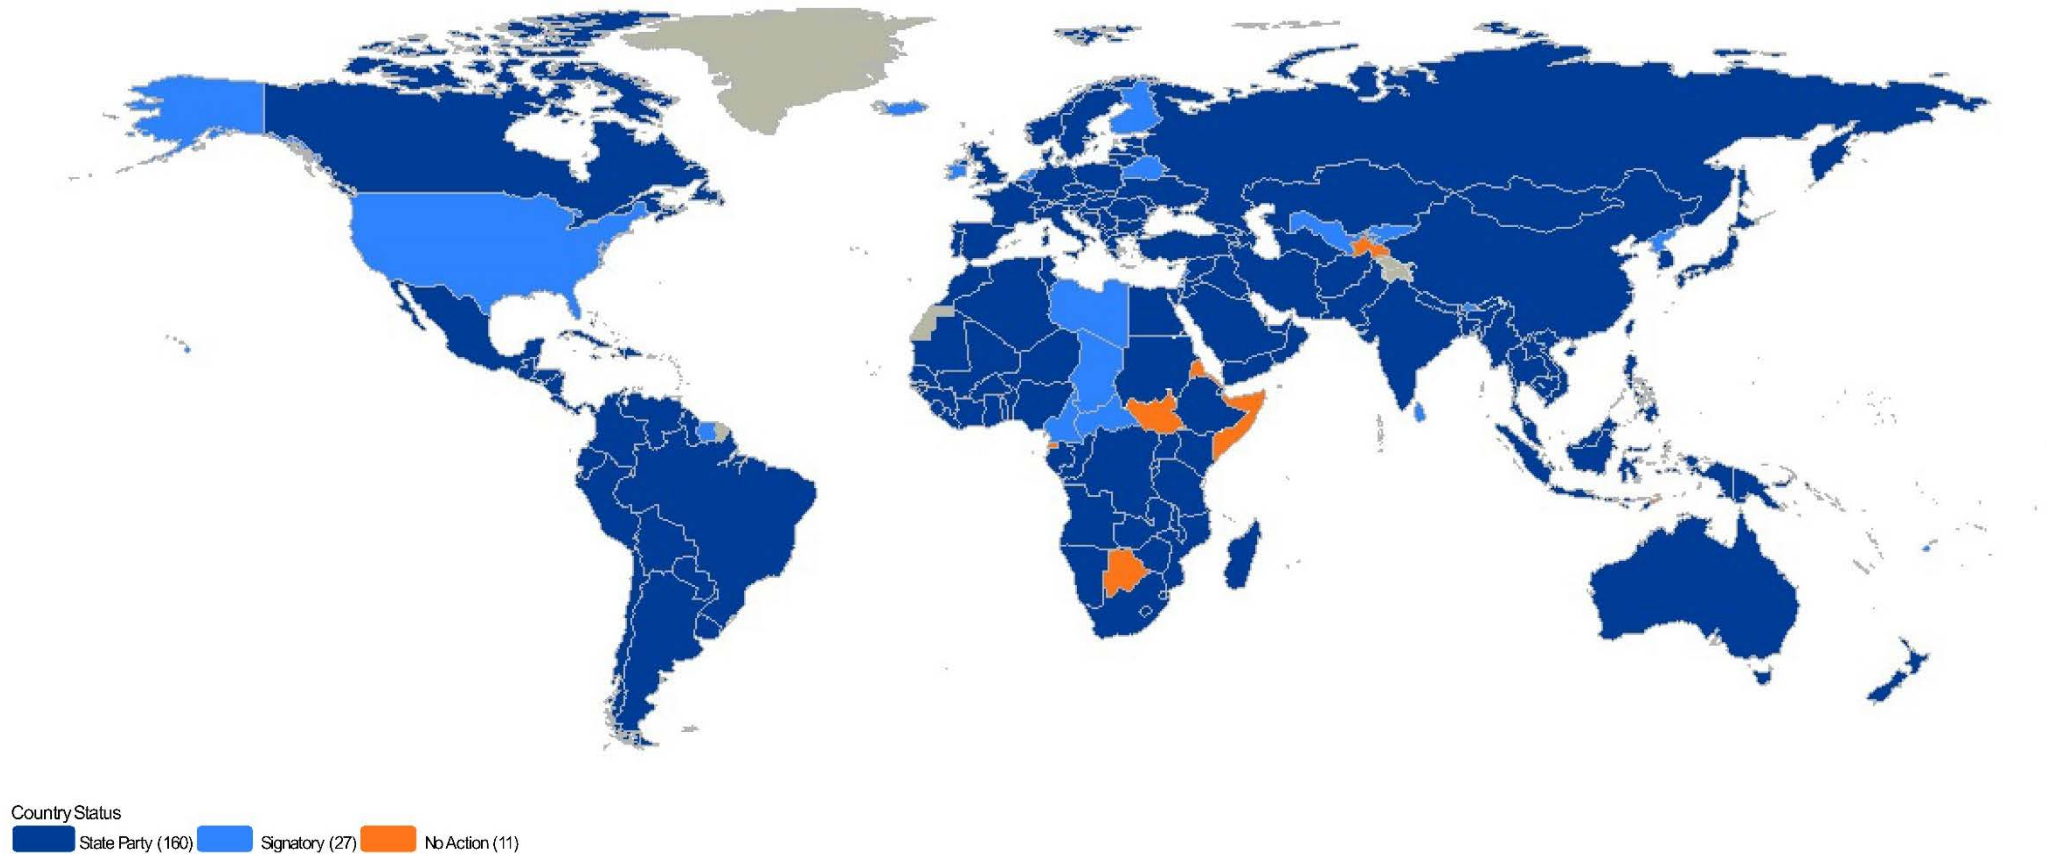 Country Status
State Party (160) Signatory (27) No Action (11)